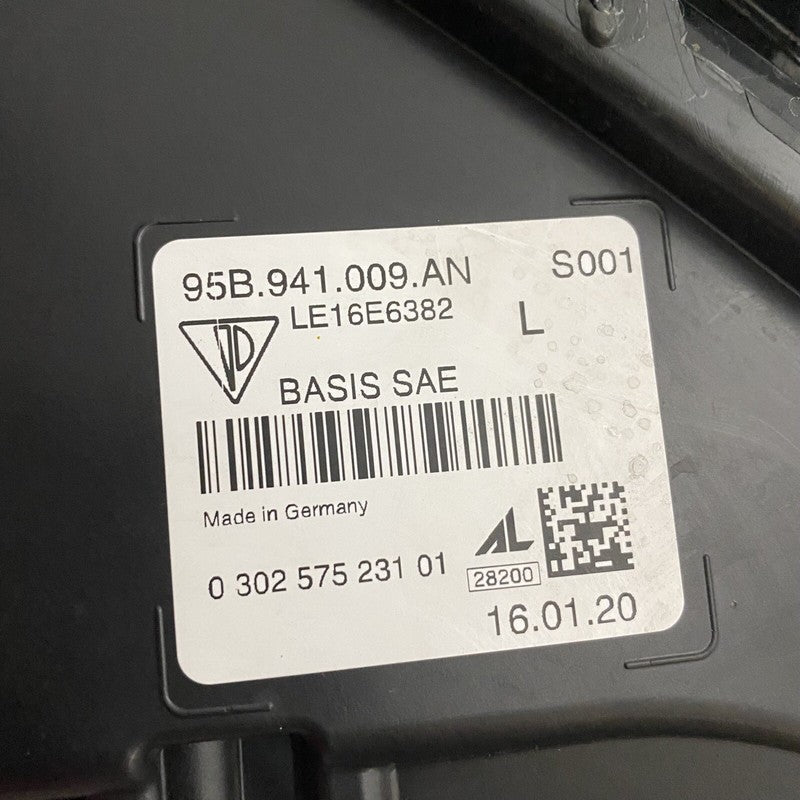 95B.941.009.AN S001
LE16E6382 L
BASIS SAE
Made in Germany
0 302 575 231 01 AL
28200
16.01.20